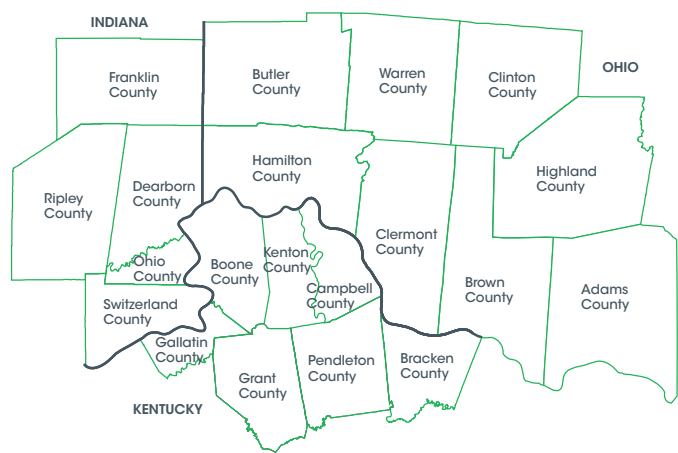 INDIANA
OHIO
Franklin
County
Butler
County
Warren
County
Clinton
County
Hamilton
County
Highland
County
Ripley
County
Dearborn
County
Clermont
County
Ohio
County
Boone
County
Kenton
County
Campbell
County
Brown
County
Adams
County
Switzerland
County
Gallatin
County
Grant
County
Pendleton
County
Bracken
County
KENTUCKY